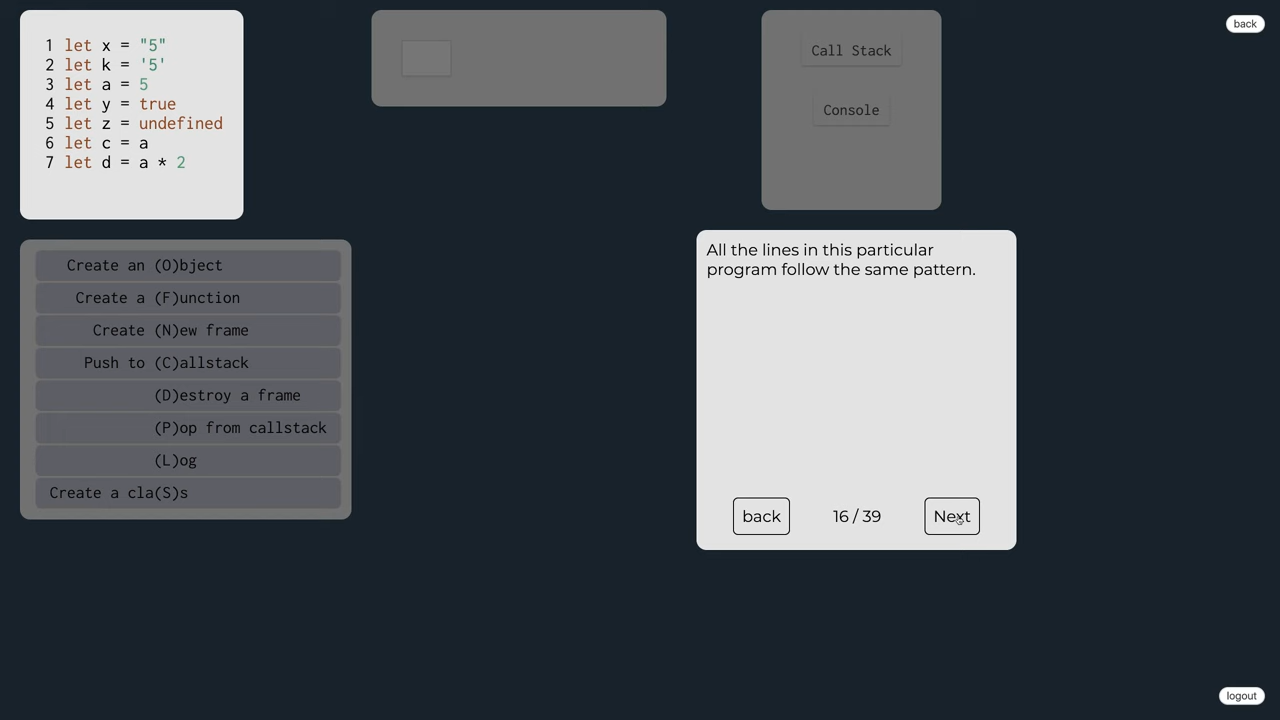 1 let x = "5"
2 let k = '5'
3 let a = 5
4 let y = true
5 let z = undefined
6 let c = a
7 let d = a * 2
Call Stack
Console
back
Create an (O)bject
Create a (F)unction
Create (N)ew frame
Push to (C)allstack
(D)estroy a frame
(P)op from callstack
(L)og
Create a cla(S)s
All the lines in this particular
program follow the same pattern.
back
16 / 39
Next
logout